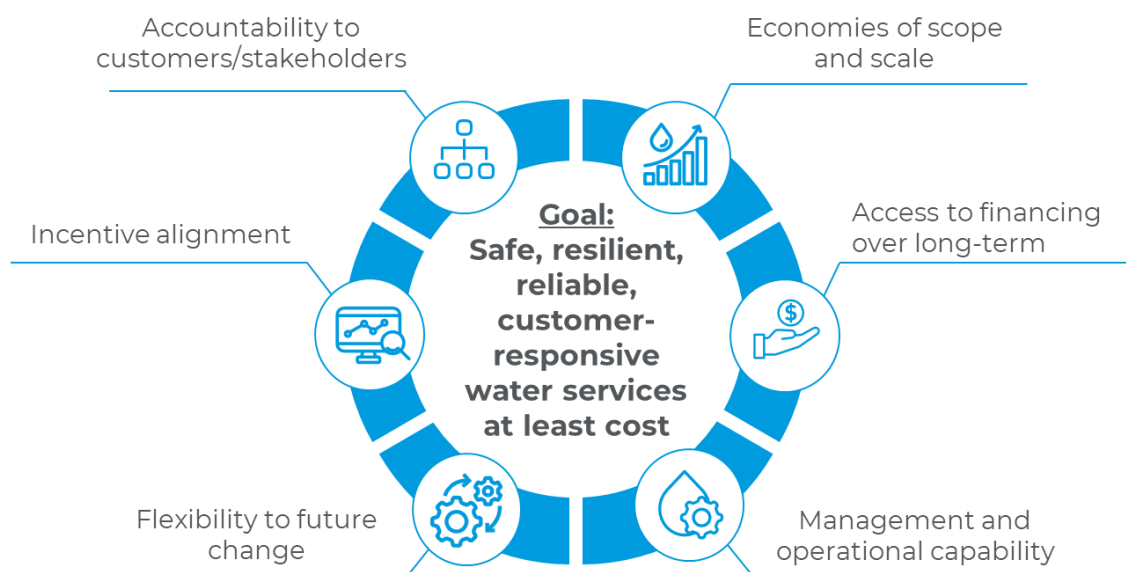 Accountability to
customers/stakeholders
Economies of scope
and scale
Incentive alignment
Access to financing
over long-term
Goal:
Safe, resilient,
reliable,
customer-
responsive
water services
at least cost
$
Flexibility to future
change
Management and
operational capability